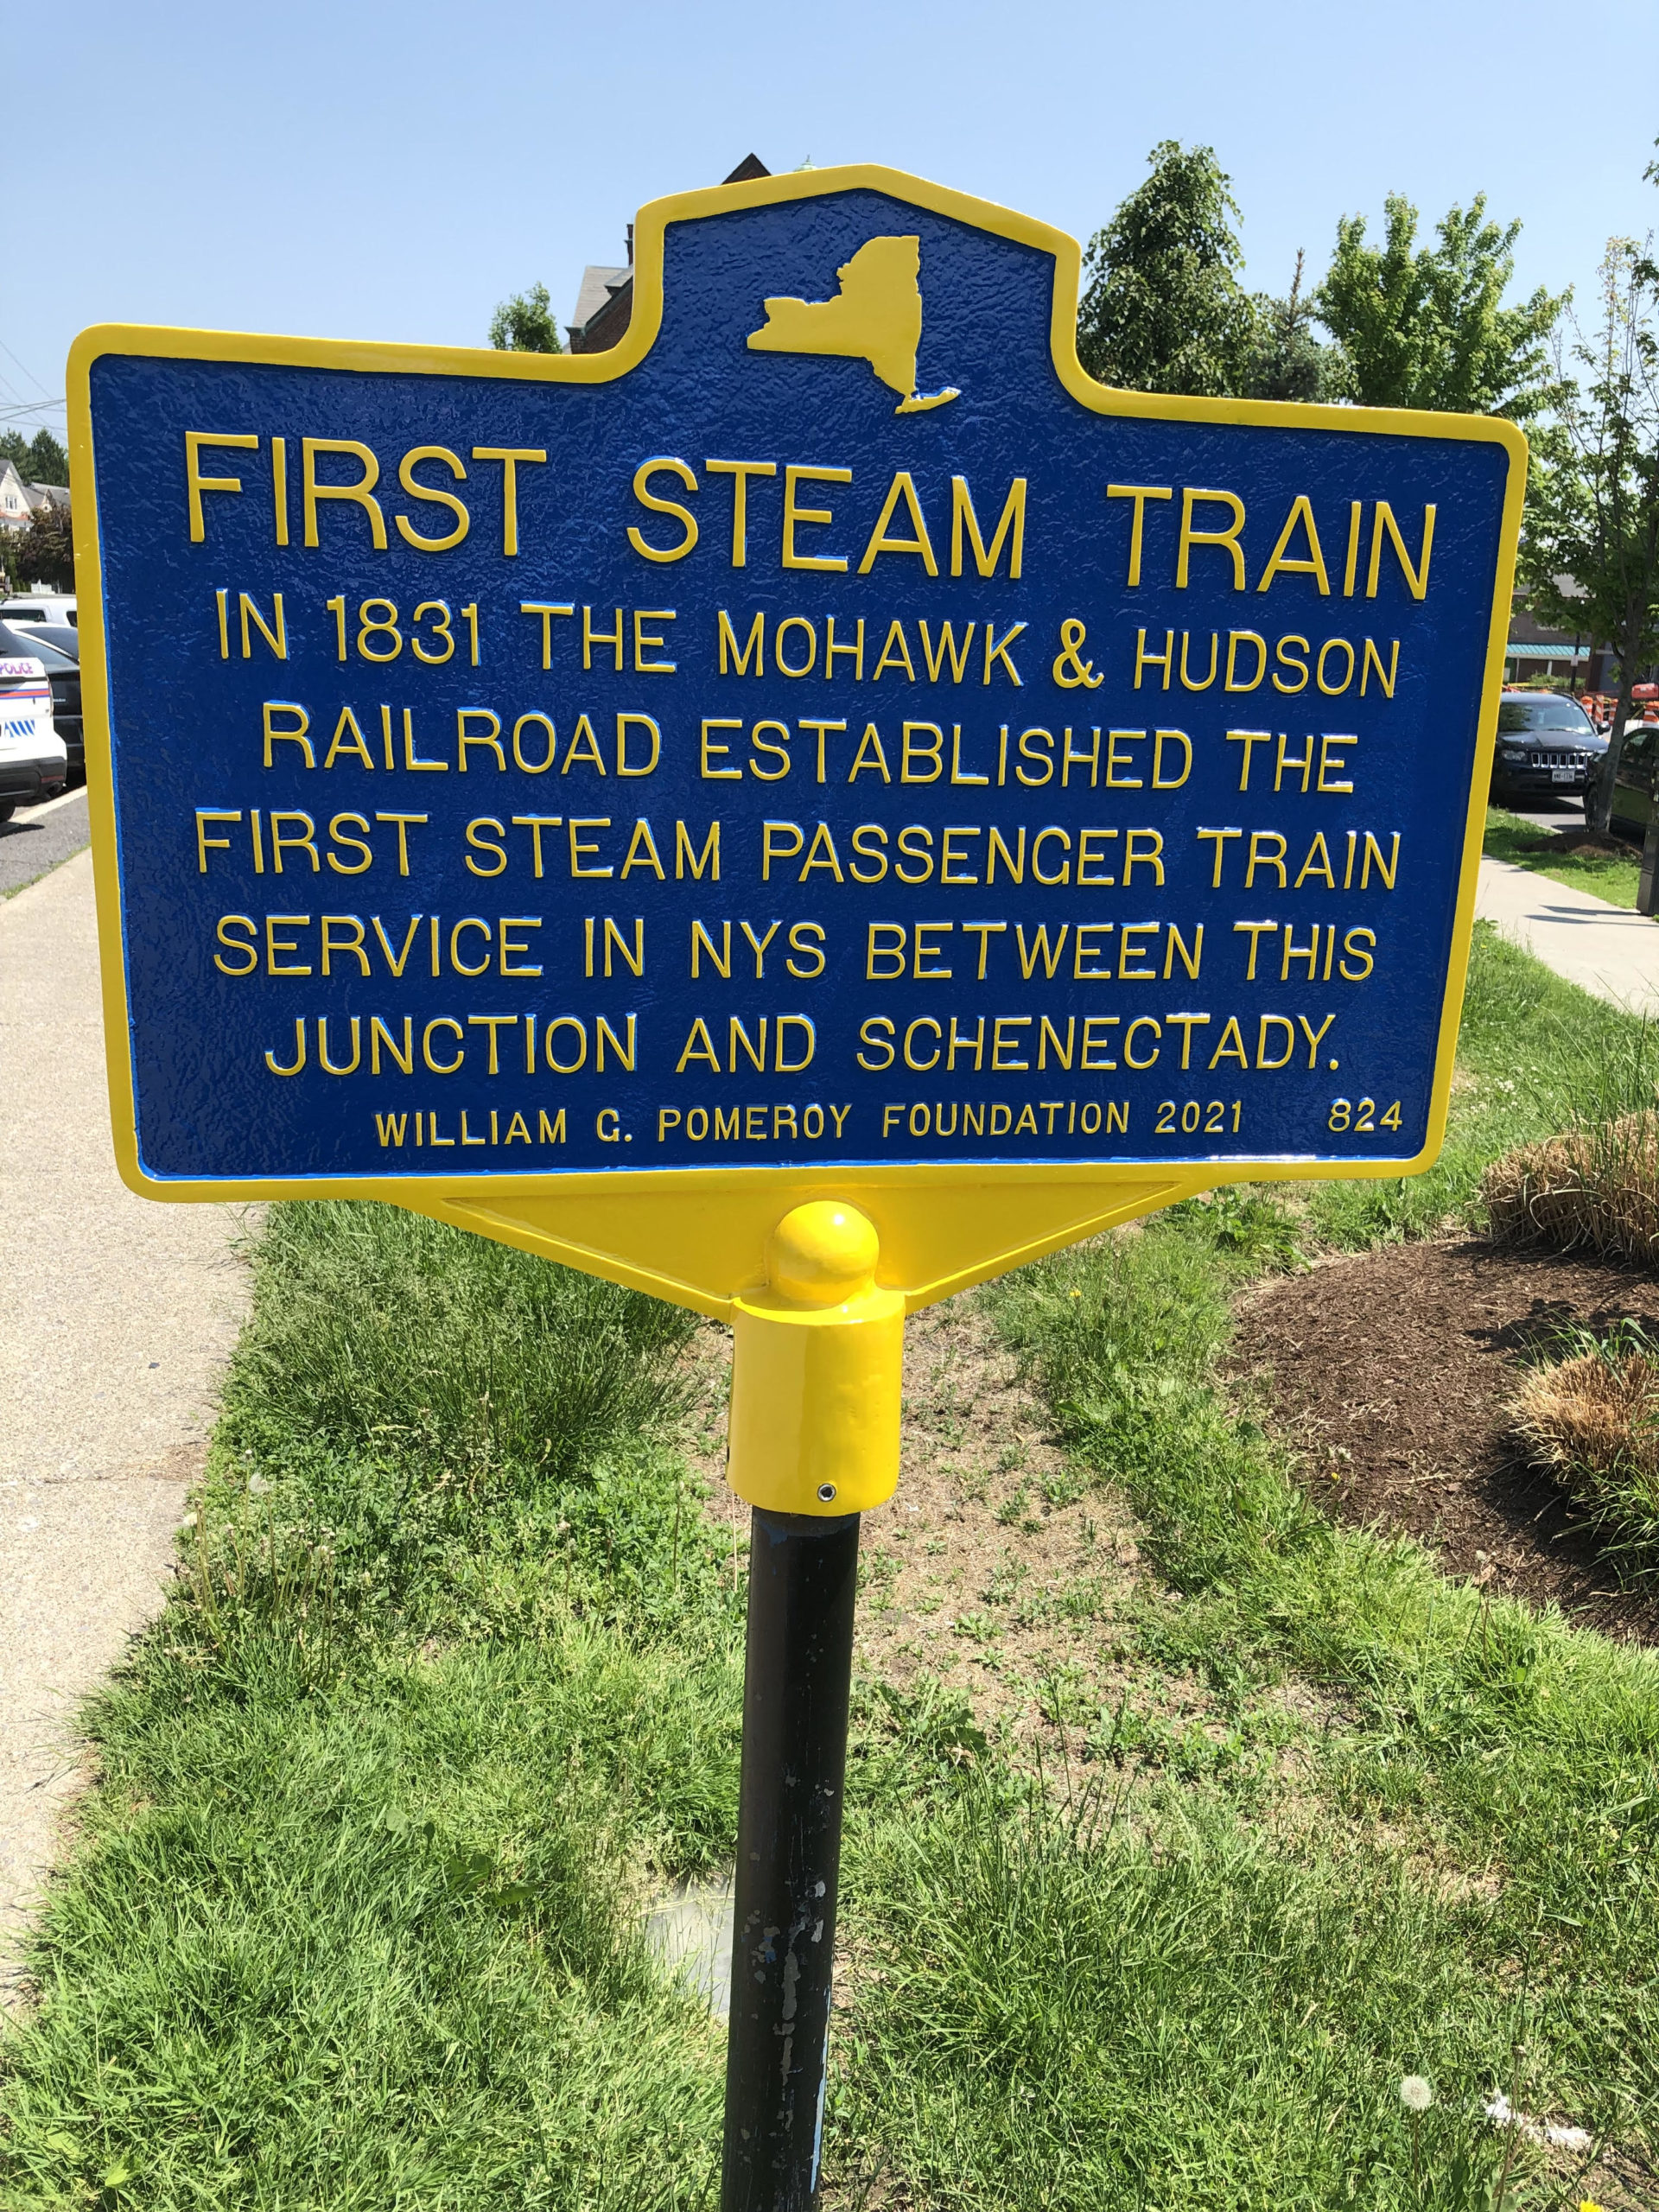 FIRST STEAM TRAIN
IN 1831 THE MOHAWK & HUDSON
RAILROAD ESTABLISHED THE
FIRST STEAM PASSENGER TRAIN
SERVICE IN NYS BETWEEN THIS
JUNCTION AND SCHENECTADY.
WILLIAM G. POMEROY FOUNDATION 2021 824
POLICE